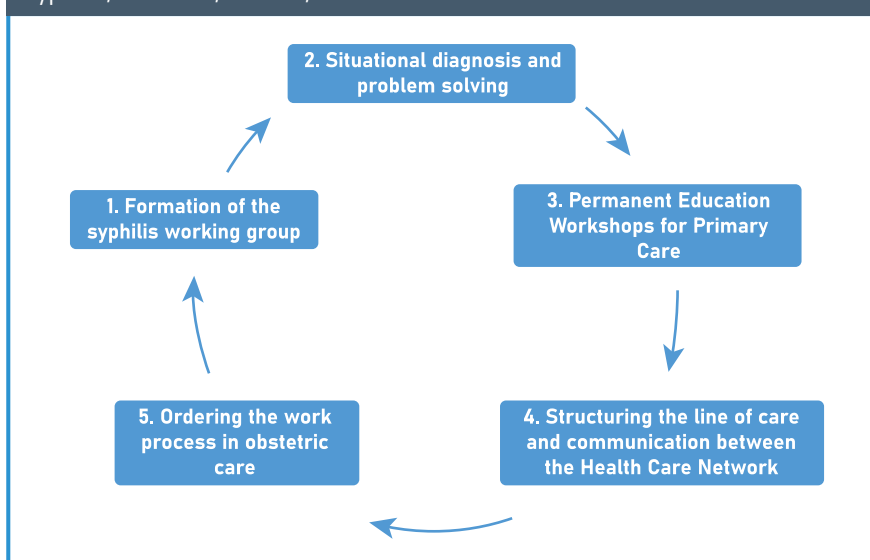 2. Situational diagnosis and
problem solving
1. Formation of the
syphilis working group
3. Permanent Education
Workshops for Primary
Care
4. Structuring the line of care
and communication between
the Health Care Network
5. Ordering the work
process in obstetric
care